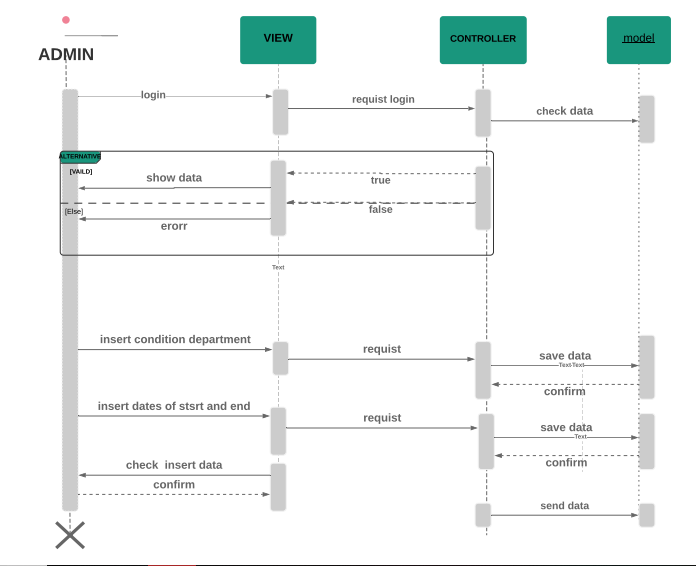 ADMIN
VIEW
CONTROLLER
model
login
requist login
check data
ALTERNATIVE
[VAILD]
show data
true
[Else]
false
erorr
Text
insert condition department
requist
save data
TextText
confirm
insert dates of stsrt and end
requist
save data
Text
confirm
check insert data
confirm
send data